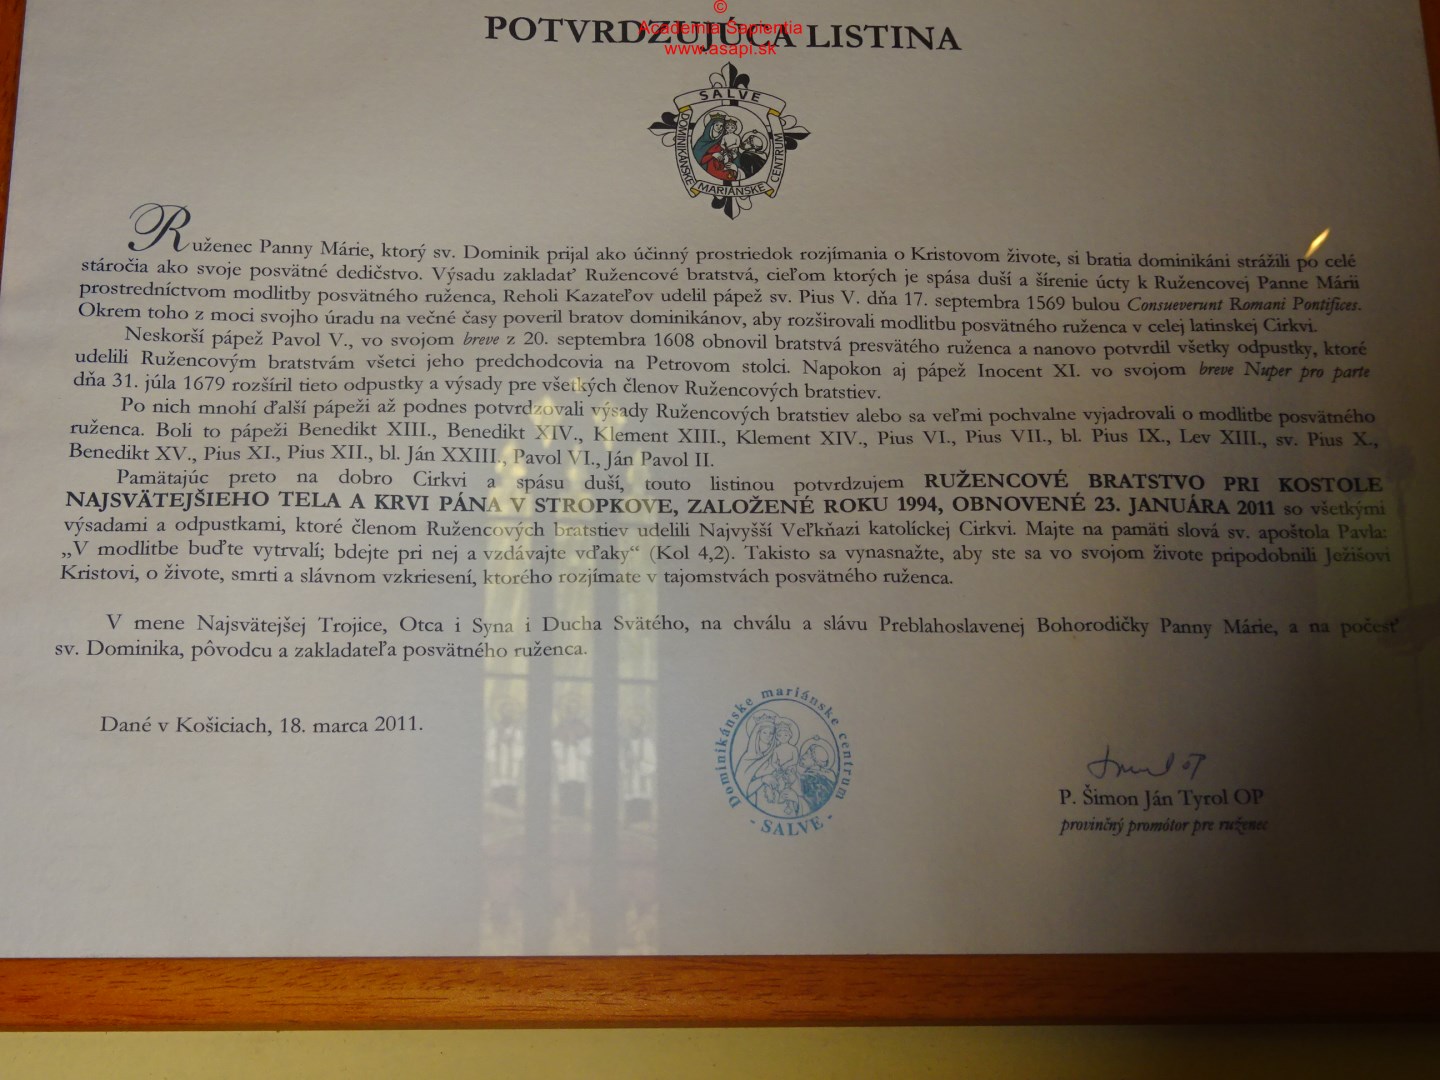 ©
Academia Sapientia
www.asapi.sk
POTVRDZUJÚCA LISTINA
SALVE
DOMINIKÁNSKE
MARIÁNSKE
CENTRUM
Ruženec Panny Márie, ktorý sv. Dominik prijal ako účinný prostriedok rozjímania o Kristovom živote, si bratia dominikáni strážili po celé
stáročia ako svoje posvätné dedičstvo. Výsadu zakladať Ružencové bratstvá, cieľom ktorých je spása duší a šírenie úcty k Ružencovej Panne Márii
prostredníctvom modlitby posvätného ruženca, Reholi Kazateľov udelil pápež sv. Pius V. dňa 17. septembra 1569 bulou Consueverunt Romani Pontifices.
Okrem toho z moci svojho úradu na večné časy poveril bratov dominikánov, aby rozširovali modlitbu posvätného ruženca v celej latinskej Cirkvi.
Neskorší pápež Pavol V., vo svojom breve z 20. septembra 1608 obnovil bratstvá presvätého ruženca a nanovo potvrdil všetky odpustky, ktoré
udelili Ružencovým bratstvám všetci jeho predchodcovia na Petrovom stolci. Napokon aj pápež Inocent XI. vo svojom breve Nuper pro parte
dňa 31. júla 1679 rozšíril tieto odpustky a výsady pre všetkých členov Ružencových bratstiev.
Po nich mnohí ďalší pápeži až podnes potvrdzovali výsady Ružencových bratstiev alebo sa veľmi pochvalne vyjadrovali o modlitbe posvätného
ruženca. Boli to pápeži Benedikt XIII., Benedikt XIV., Klement XIII., Klement XIV., Pius VI., Pius VII., bl. Pius IX., Lev XIII., sv. Pius X.,
Benedikt XV., Pius XI., Pius XII., bl. Ján XXIII., Pavol VI., Ján Pavol II.
Pamätajúc preto na dobro Cirkvi a spásu duší, touto listinou potvrdzujem RUŽENCOVÉ BRATSTVO PRI KOSTOLE
NAJSVÄTEJŠIEHO TELA A KRVI PÁNA V STROPKOVE, ZALOŽENÉ ROKU 1994, OBNOVENÉ 23. JANUÁRA 2011 so všetkými
výsadami a odpustkami, ktoré členom Ružencových bratstiev udelili Najvyšší Veľkňazi katolíckej Cirkvi. Majte na pamäti slová sv. apoštola Pavla:
„V modlitbe buďte vytrvalí; bdejte pri nej a vzdávajte vďaky“ (Kol 4,2). Takisto sa vynasnažte, aby ste sa vo svojom živote pripodobnili Ježišovi
Kristovi, o živote, smrti a slávnom vzkriesení, ktorého rozjímate v tajomstvách posvätného ruženca.
V mene Najsvätejšej Trojice, Otca i Syna i Ducha Svätého, na chválu a slávu Preblahoslavenej Bohorodičky Panny Márie, a na počesť
sv. Dominika, pôvodcu a zakladateľa posvätného ruženca.
Dané v Košiciach, 18. marca 2011.
Dominikánske mariánske centrum
- SALVE -
P. Šimon Ján Tyrol OP
provinčný promótor pre ruženec